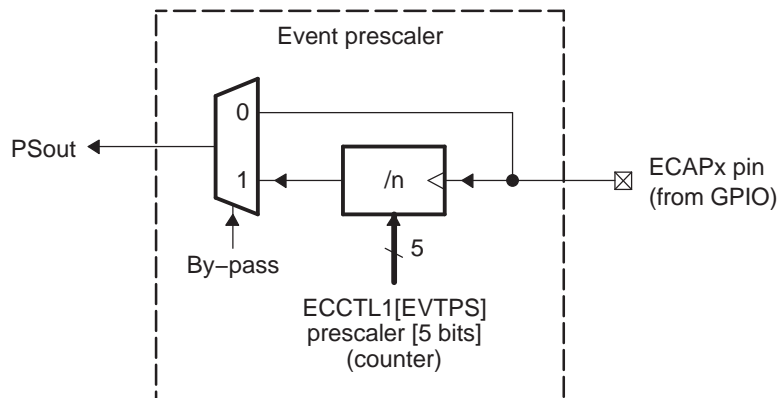 Event prescaler
0
PSout
ECAPx pin
(from GPIO)
1
/n
5
By−pass
ECCTL1[EVTPS]
prescaler [5 bits]
(counter)